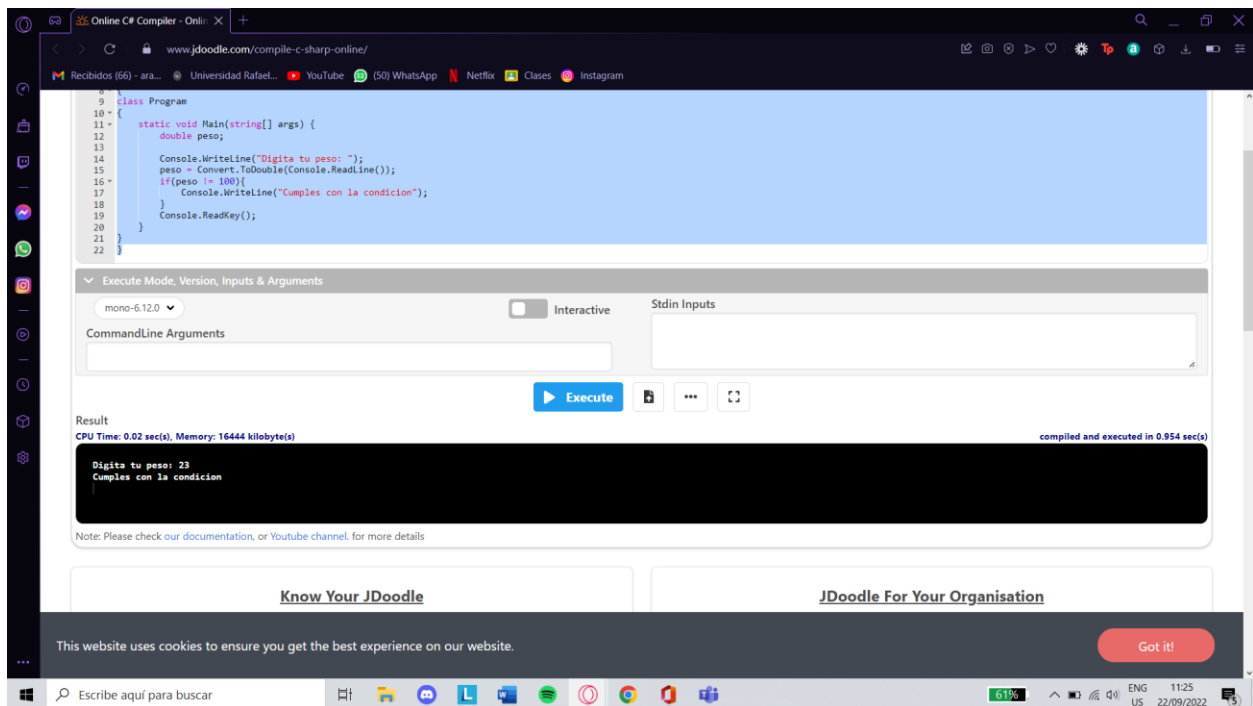 Online C# Compiler - Onlin
www.jdoodle.com/compile-c-sharp-online/
Tp a
Recibidos (66) - ara... Universidad Rafael... YouTube (50) WhatsApp Netflix Clases Instagram
8 {
9 class Program
10 {
11 static void Main(string[] args) {
12 double peso;
13
14 Console.WriteLine("Digita tu peso: ");
15 peso = Convert.ToDouble(Console.ReadLine());
16 if(peso != 100){
17 Console.WriteLine("Cumples con la condicion");
18 }
19 Console.ReadKey();
20 }
21 }
22 }
Execute Mode, Version, Inputs & Arguments
mono-6.12.0 Interactive Stdin Inputs
CommandLine Arguments
Execute
Result
CPU Time: 0.02 sec(s), Memory: 16444 kilobyte(s) compiled and executed in 0.954 sec(s)
Digita tu peso: 23
Cumples con la condicion
Note: Please check our documentation, or Youtube channel. for more details
Know Your JDoodle JDoodle For Your Organisation
This website uses cookies to ensure you get the best experience on our website. Got it!
Escribe aquí para buscar L W 61% ENG 11:25
US 22/09/2022 5